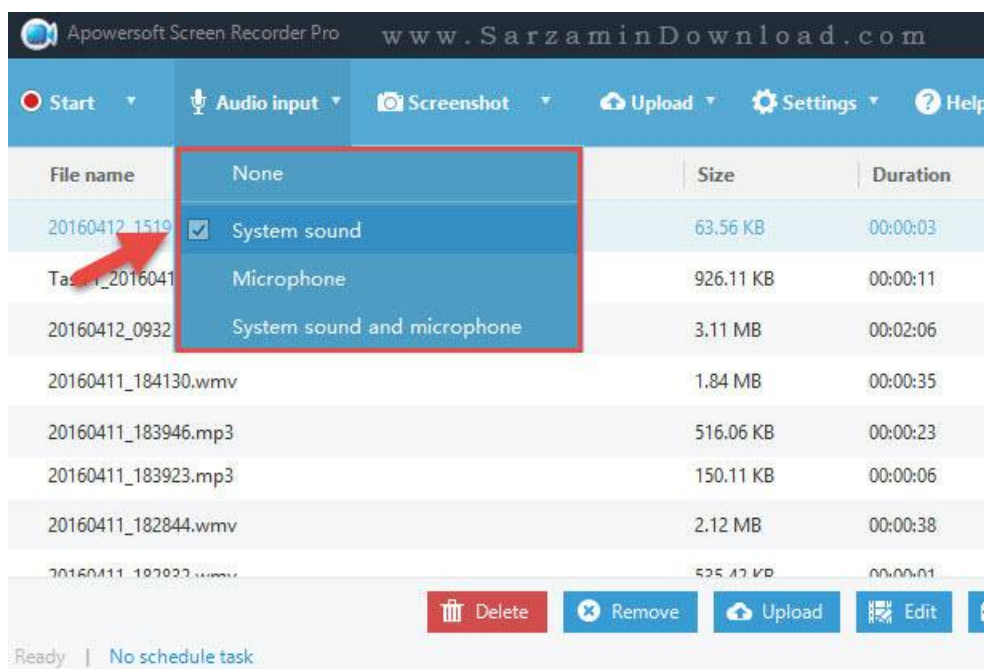 Apowersoft Screen Recorder Pro
www.SarzaminDownload.com
Start Audio input Screenshot Upload Settings Help
File name Size Duration
None
System sound
Microphone
System sound and microphone
20160412_1519 63.56 KB 00:00:03
926.11 KB 00:00:11
20160412_0932 3.11 MB 00:02:06
20160411_184130.wmv 1.84 MB 00:00:35
20160411_183946.mp3 516.06 KB 00:00:23
20160411_183923.mp3 150.11 KB 00:00:06
20160411_182844.wmv 2.12 MB 00:00:38
Delete Remove Upload Edit
Ready | No schedule task